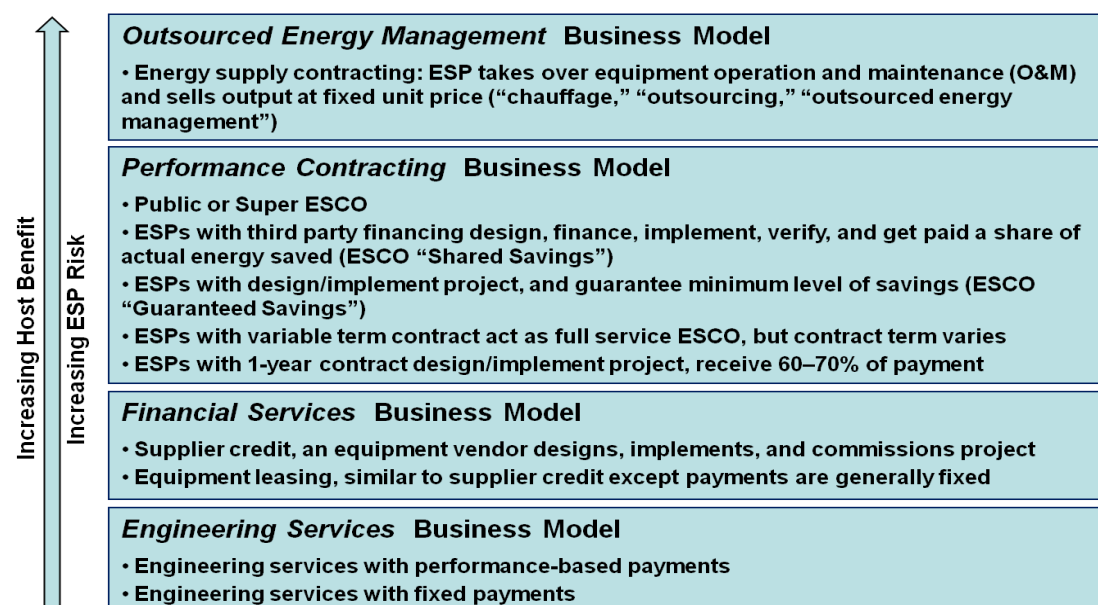 Outsourced Energy Management Business Model
• Energy supply contracting: ESP takes over equipment operation and maintenance (O&M)
and sells output at fixed unit price (“chauffage,” “outsourcing,” “outsourced energy
management”)
Performance Contracting Business Model
• Public or Super ESCO
• ESPs with third party financing design, finance, implement, verify, and get paid a share of
actual energy saved (ESCO “Shared Savings”)
• ESPs with design/implement project, and guarantee minimum level of savings (ESCO
“Guaranteed Savings”)
• ESPs with variable term contract act as full service ESCO, but contract term varies
• ESPs with 1-year contract design/implement project, receive 60–70% of payment
Financial Services Business Model
• Supplier credit, an equipment vendor designs, implements, and commissions project
• Equipment leasing, similar to supplier credit except payments are generally fixed
Engineering Services Business Model
• Engineering services with performance-based payments
• Engineering services with fixed payments
Increasing Host Benefit
Increasing ESP Risk